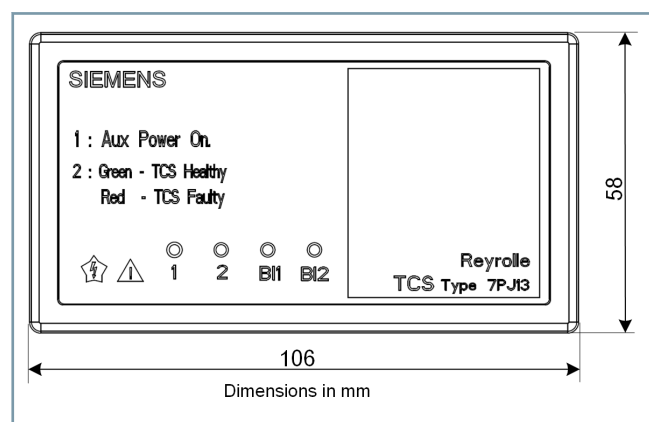 SIEMENS
1 : Aux Power On.
2 : Green - TCS Healthy
Red - TCS Faulty
1 2 BI1 BI2
Reyrolle
TCS Type 7PJ13
58
106
Dimensions in mm